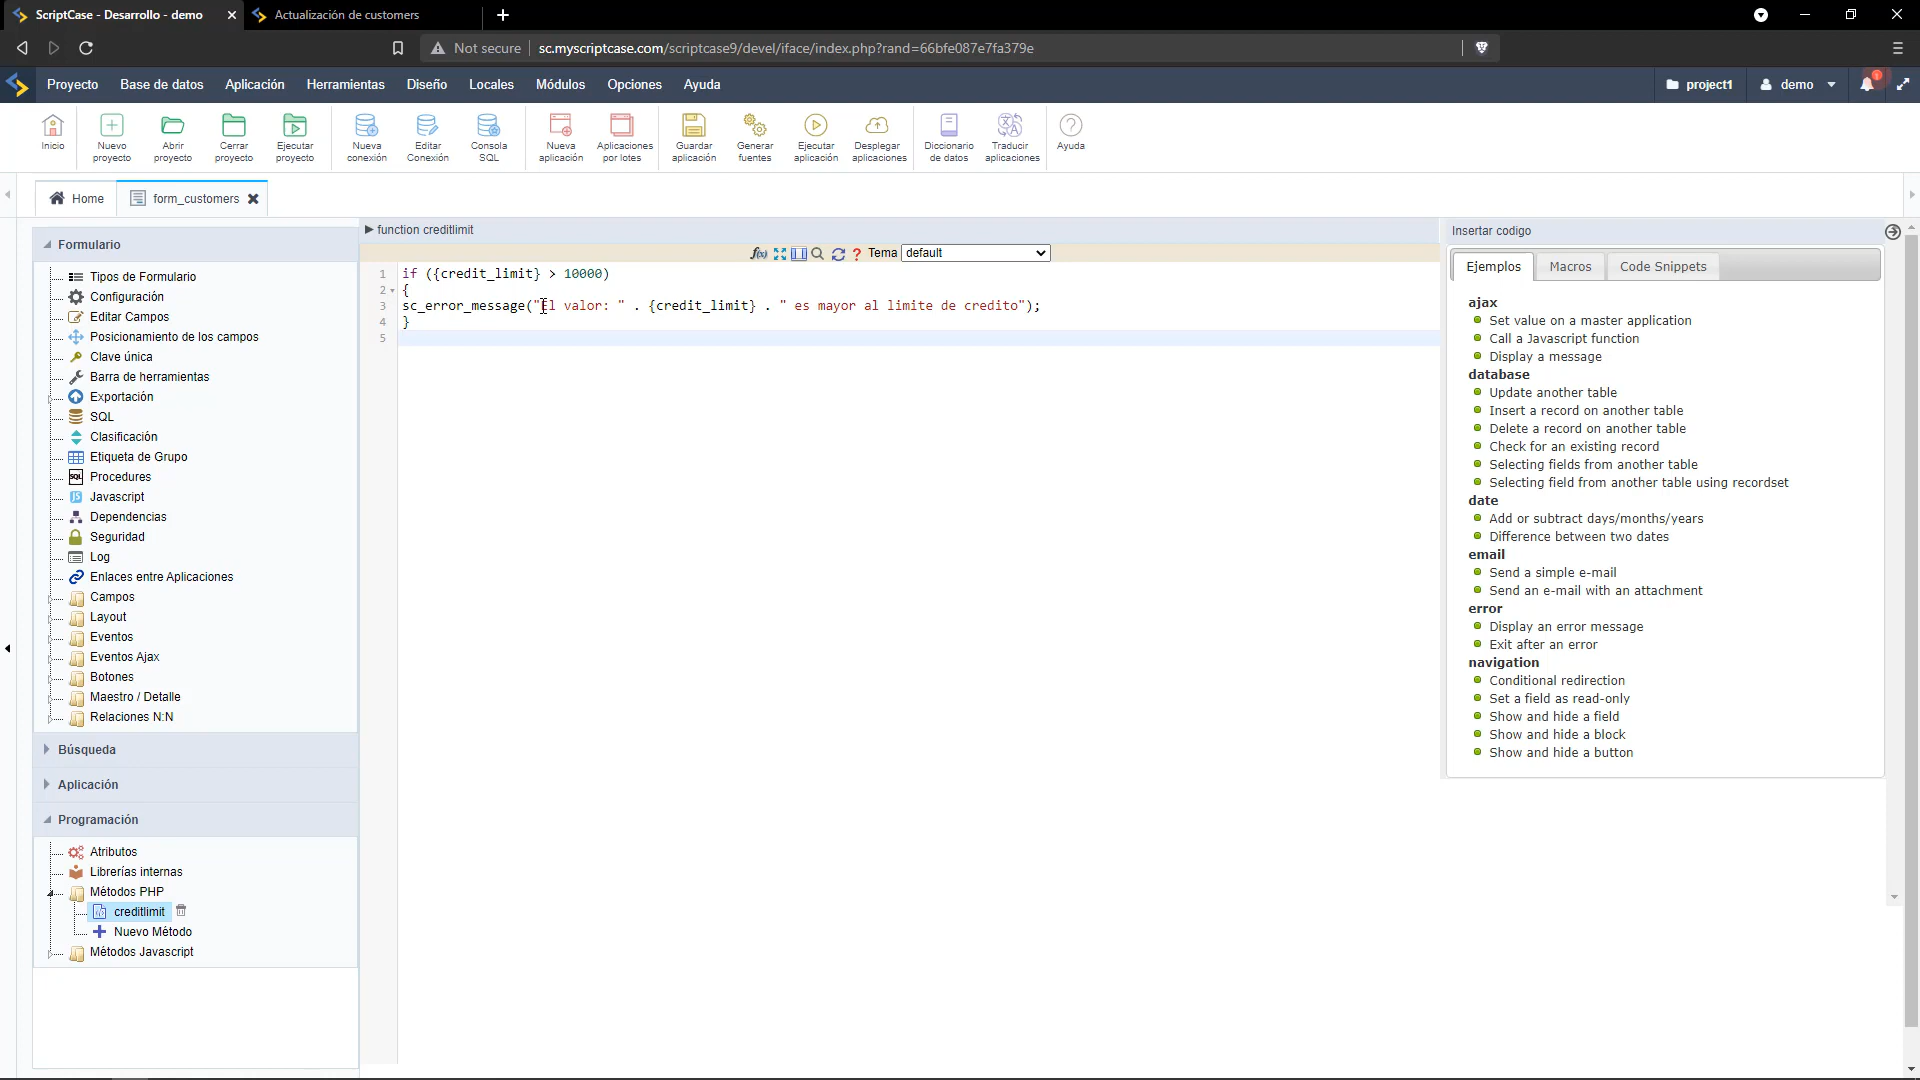 ScriptCase - Desarrollo - demo
Actualización de customers
Not secure
sc.myscriptcase.com/scriptcase9/devel/iface/index.php?rand=66bfe087e7fa379e
Proyecto Base de datos Aplicación Herramientas Diseño Locales Módulos Opciones Ayuda
project1
demo
1
Inicio
Nuevo proyecto
Abrir proyecto
Cerrar proyecto
Ejecutar proyecto
Nueva conexión
Editar Conexión
Consola SQL
Nueva aplicación
Aplicaciones por lotes
Guardar aplicación
Generar fuentes
Ejecutar aplicación
Desplegar aplicaciones
Diccionario de datos
Traducir aplicaciones
Ayuda
Home
form_customers
Formulario
Tipos de Formulario
Configuración
Editar Campos
Posicionamiento de los campos
Clave única
Barra de herramientas
Exportación
SQL
Clasificación
Etiqueta de Grupo
Procedures
Javascript
Dependencias
Seguridad
Log
Enlaces entre Aplicaciones
Campos
Layout
Eventos
Eventos Ajax
Botones
Maestro / Detalle
Relaciones N:N
Búsqueda
Aplicación
Programación
Atributos
Librerías internas
Métodos PHP
creditlimit
Nuevo Método
Métodos Javascript
function creditlimit
Tema default
1 if ({credit_limit} > 10000)
2 {
3 sc_error_message("El valor: " . {credit_limit} . " es mayor al limite de credito");
4 }
5
Insertar codigo
Ejemplos Macros Code Snippets
ajax
Set value on a master application
Call a Javascript function
Display a message
database
Update another table
Insert a record on another table
Delete a record on another table
Check for an existing record
Selecting fields from another table
Selecting field from another table using recordset
date
Add or subtract days/months/years
Difference between two dates
email
Send a simple e-mail
Send an e-mail with an attachment
error
Display an error message
Exit after an error
navigation
Conditional redirection
Set a field as read-only
Show and hide a field
Show and hide a block
Show and hide a button